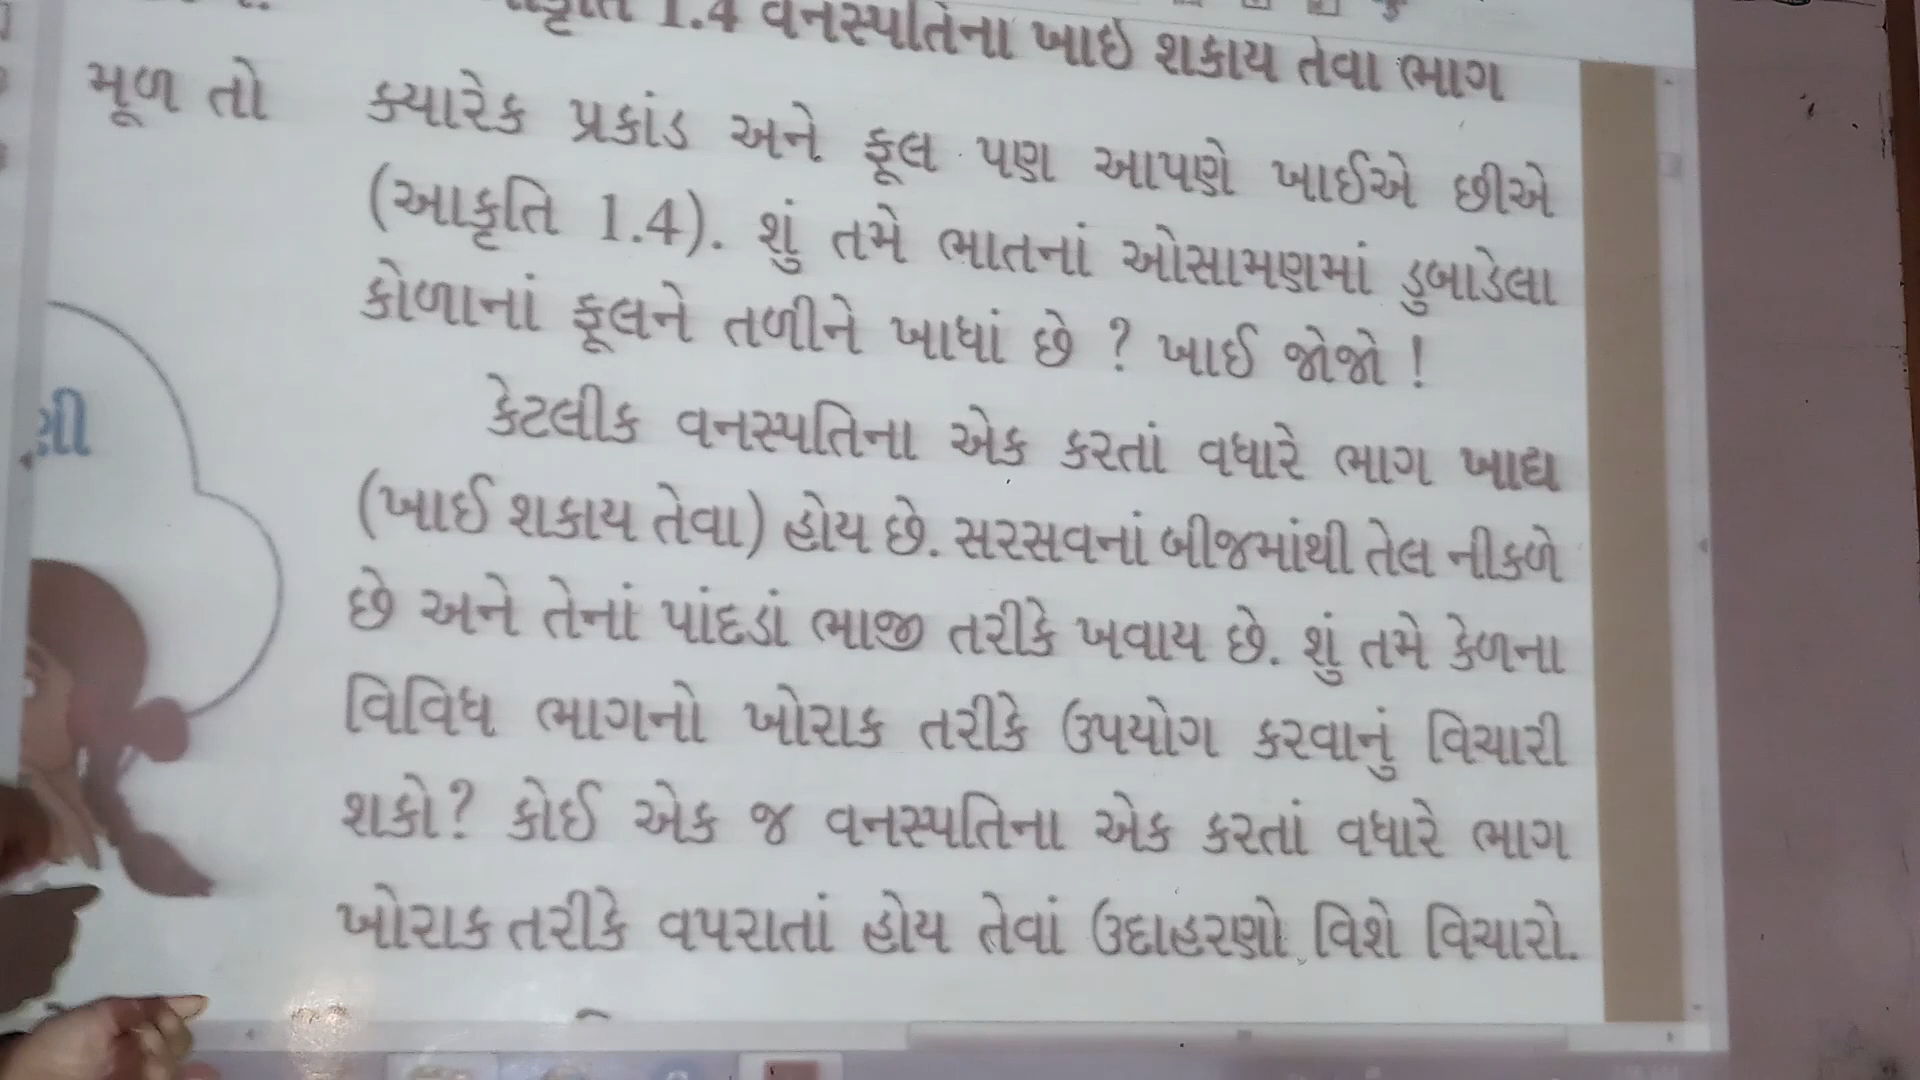 1.4 વનસ્પતિના ખાઇ શકાય તેવા ભાગ
મૂળ તો
ક્યારેક પ્રકાંડ અને ફૂલ પણ આપણે ખાઈએ છીએ
(આકૃતિ 1.4). શું તમે ભાતનાં ઓસામણમાં ડુબાડેલા
કોળાનાં ફૂલને તળીને ખાધાં છે ? ખાઈ જોજો !
કેટલીક વનસ્પતિના એક કરતાં વધારે ભાગ ખાદ્ય
(ખાઈ શકાય તેવા) હોય છે. સરસવનાં બીજમાંથી તેલ નીકળે
છે અને તેનાં પાંદડાં ભાજી તરીકે ખવાય છે. શું તમે કેળના
વિવિધ ભાગનો ખોરાક તરીકે ઉપયોગ કરવાનું વિચારી
શકો? કોઈ એક જ વનસ્પતિના એક કરતાં વધારે ભાગ
ખોરાક તરીકે વપરાતાં હોય તેવાં ઉદાહરણો વિશે વિચારો.